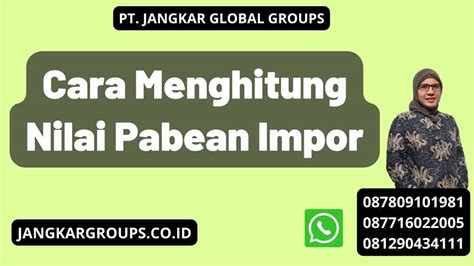 PT. JANGKAR GLOBAL GROUPS
Cara Menghitung
Nilai Pabean Impor
087809101981
087716022005
081290434111
JANGKARGROUPS.CO.ID